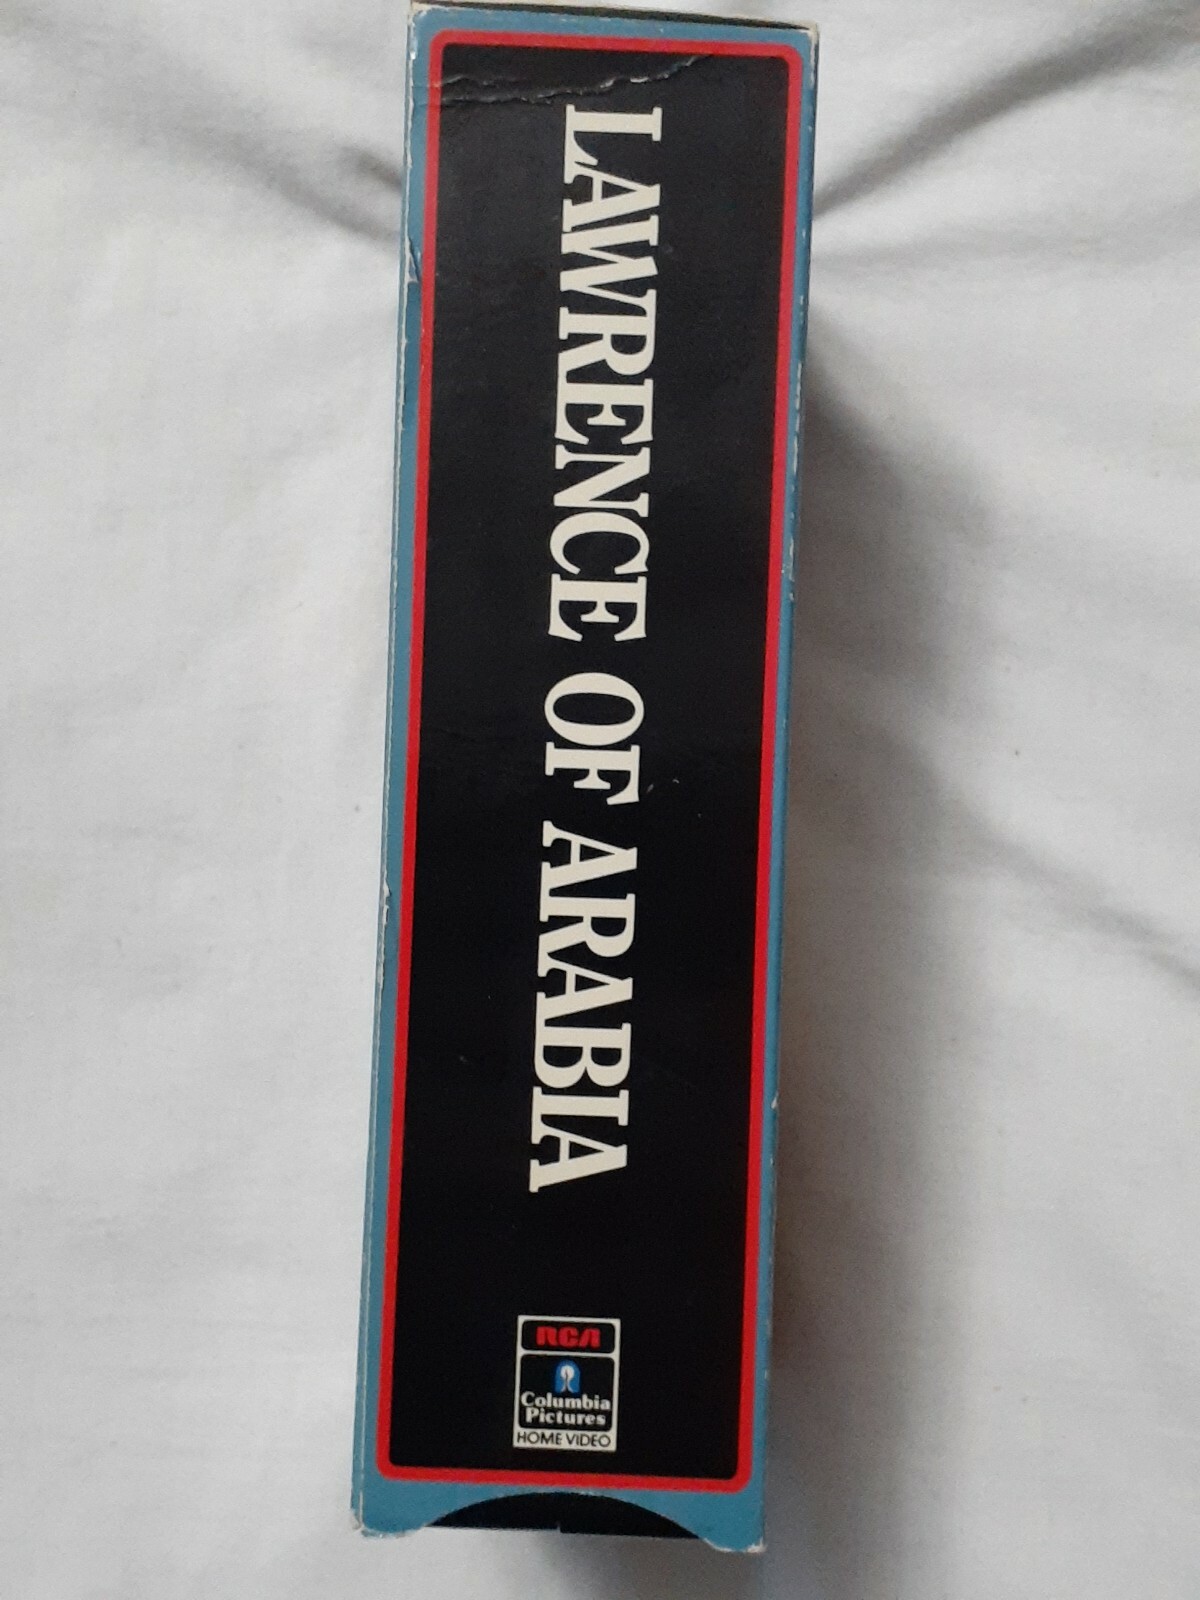 LAWRENCE OF ARABIA
RCA
Columbia
Pictures
HOME VIDEO